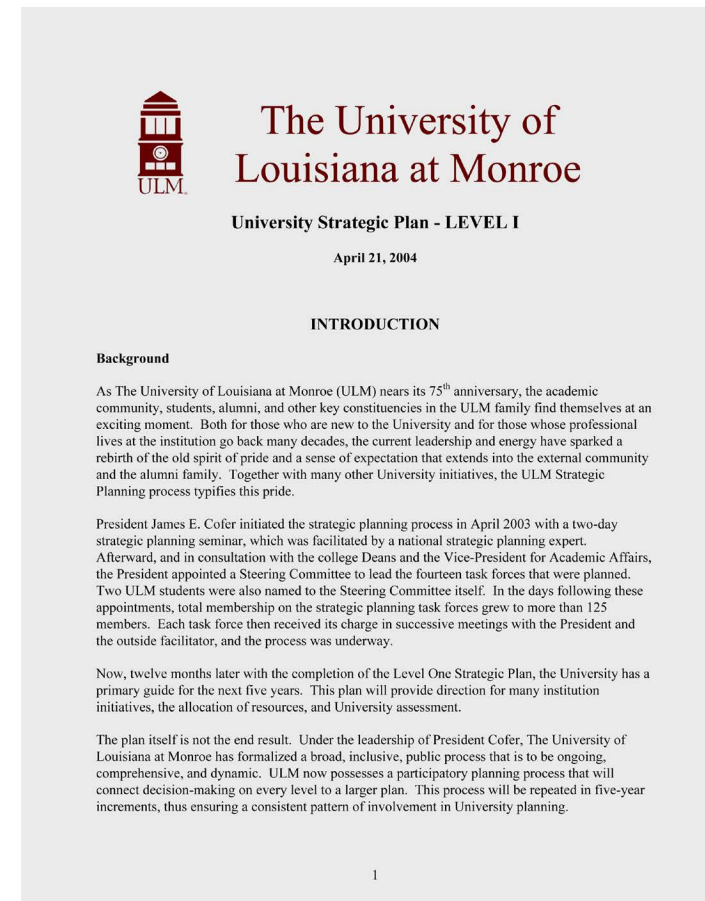 The University of
Louisiana at Monroe
ULM
University Strategic Plan - LEVEL I
April 21, 2004
INTRODUCTION
Background
As The University of Louisiana at Monroe (ULM) nears its 75th anniversary, the academic
community, students, alumni, and other key constituencies in the ULM family find themselves at an
exciting moment.  Both for those who are new to the University and for those whose professional
lives at the institution go back many decades, the current leadership and energy have sparked a
rebirth of the old spirit of pride and a sense of expectation that extends into the external community
and the alumni family.  Together with many other University initiatives, the ULM Strategic
Planning process typifies this pride.
President James E. Cofer initiated the strategic planning process in April 2003 with a two-day
strategic planning seminar, which was facilitated by a national strategic planning expert.
Afterward, and in consultation with the college Deans and the Vice-President for Academic Affairs,
the President appointed a Steering Committee to lead the fourteen task forces that were planned.
Two ULM students were also named to the Steering Committee itself.  In the days following these
appointments, total membership on the strategic planning task forces grew to more than 125
members.  Each task force then received its charge in successive meetings with the President and
the outside facilitator, and the process was underway.
Now, twelve months later with the completion of the Level One Strategic Plan, the University has a
primary guide for the next five years.  This plan will provide direction for many institution
initiatives, the allocation of resources, and University assessment.
The plan itself is not the end result.  Under the leadership of President Cofer, The University of
Louisiana at Monroe has formalized a broad, inclusive, public process that is to be ongoing,
comprehensive, and dynamic.  ULM now possesses a participatory planning process that will
connect decision-making on every level to a larger plan.  This process will be repeated in five-year
increments, thus ensuring a consistent pattern of involvement in University planning.
1